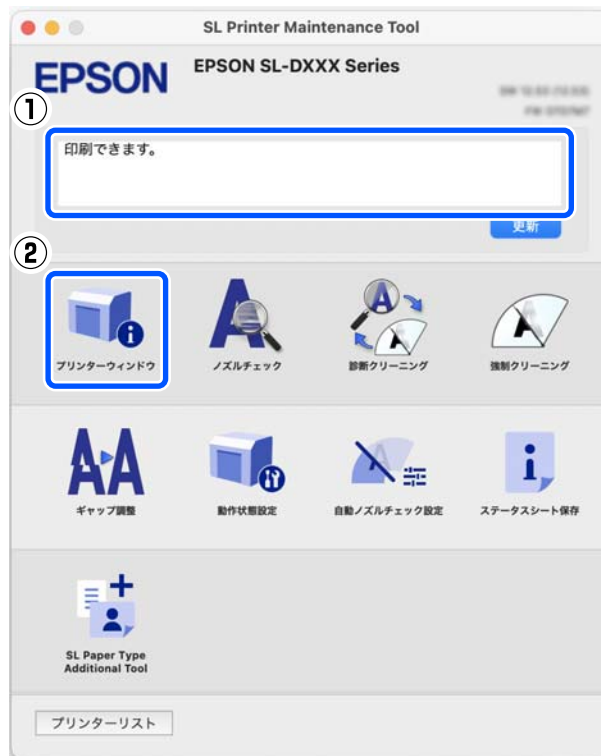 SL Printer Maintenance Tool
EPSON
EPSON SL-DXXX Series
①
印刷できます。
更新
②
プリンターウィンドウ
ノズルチェック
診断クリーニング
強制クリーニング
ギャップ調整
動作状態設定
自動ノズルチェック設定
ステータスシート保存
SL Paper Type
Additional Tool
プリンターリスト